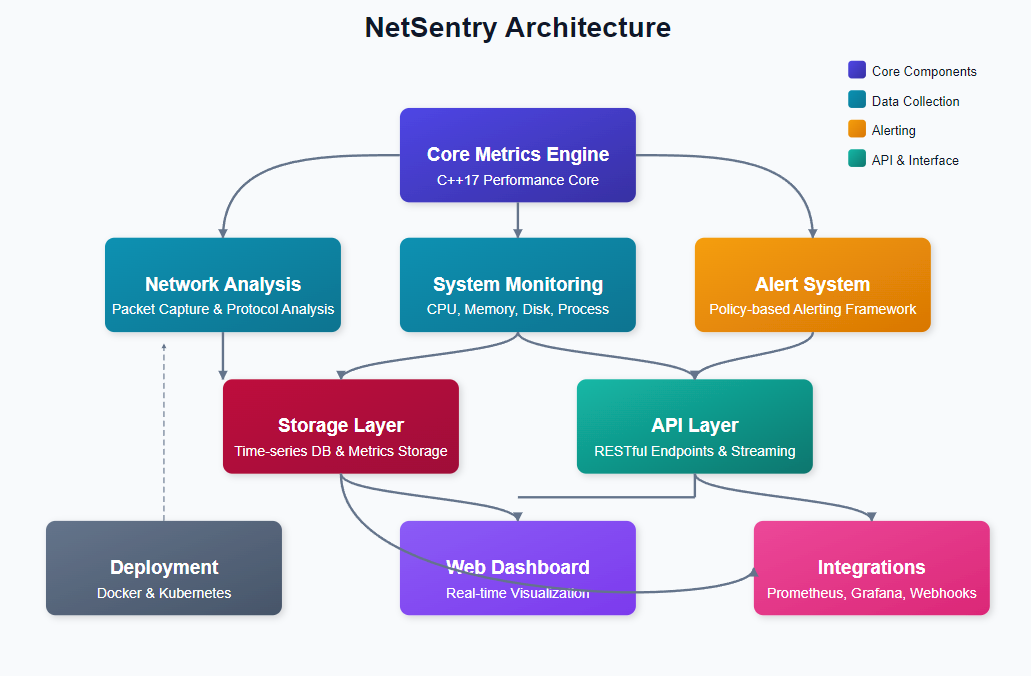 NetSentry Architecture
Core Components
Data Collection
Alerting
API & Interface
Core Metrics Engine
C++17 Performance Core
Network Analysis
Packet Capture & Protocol Analysis
System Monitoring
CPU, Memory, Disk, Process
Alert System
Policy-based Alerting Framework
Storage Layer
Time-series DB & Metrics Storage
API Layer
RESTful Endpoints & Streaming
Deployment
Docker & Kubernetes
Web Dashboard
Real-time Visualization
Integrations
Prometheus, Grafana, Webhooks